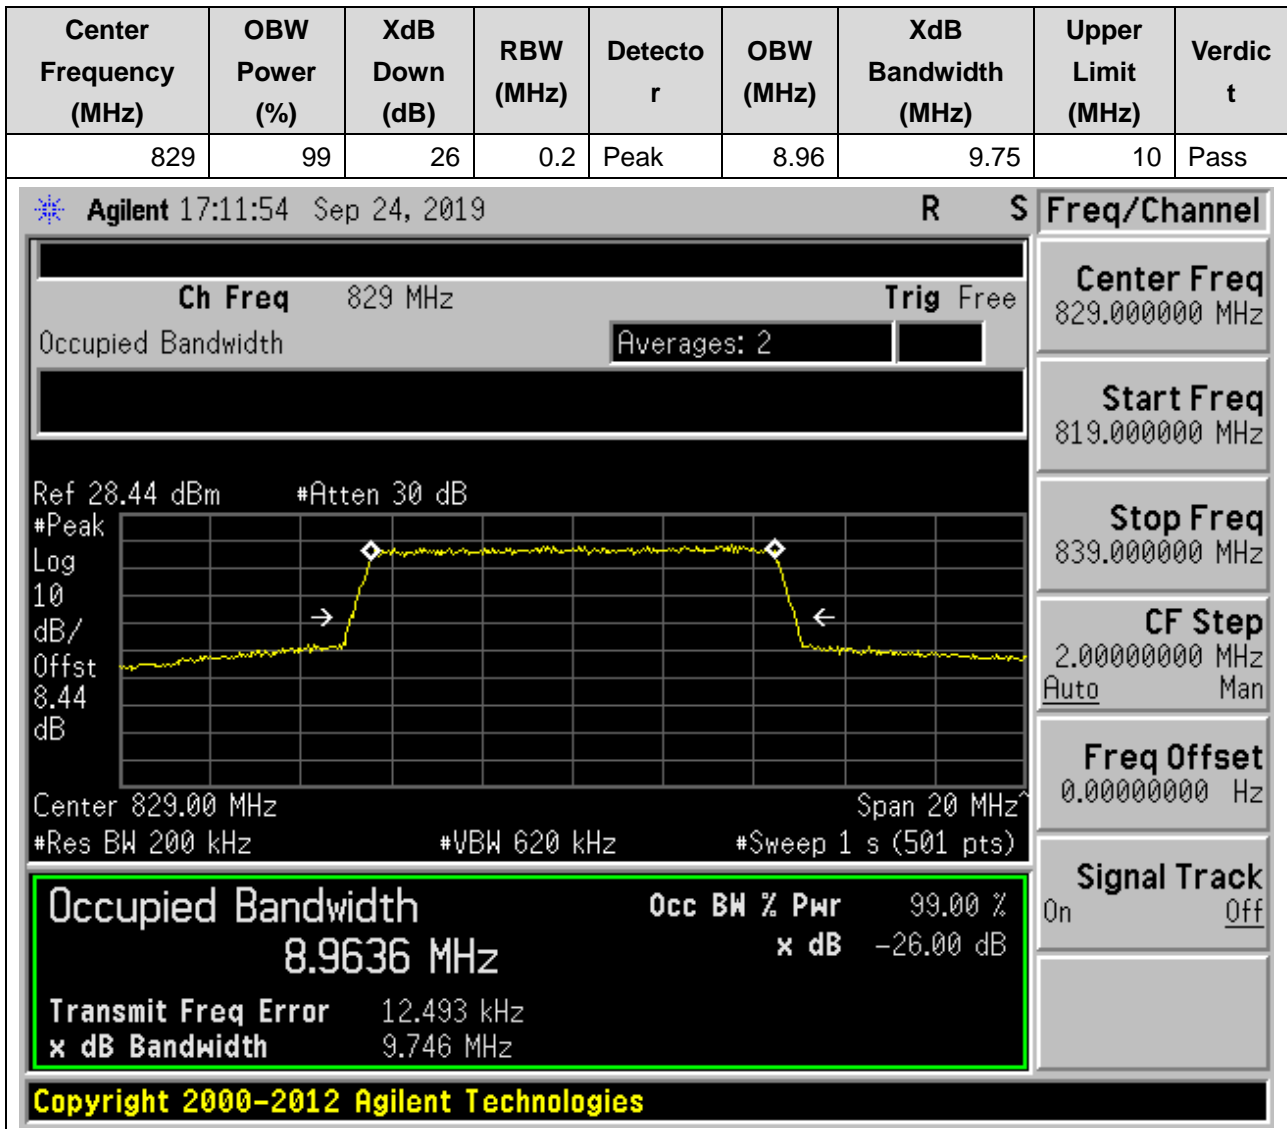 Center Frequency (MHz) OBW Power (%) XdB Down (dB) RBW (MHz) Detecto r OBW (MHz) XdB Bandwidth (MHz) Upper Limit (MHz) Verdic t
829 99 26 0.2 Peak 8.96 9.75 10 Pass
Agilent 17:11:54 Sep 24, 2019 R S Freq/Channel
Ch Freq 829 MHz Trig Free
Occupied Bandwidth Averages: 2
Center Freq
829.000000 MHz
Start Freq
819.000000 MHz
Stop Freq
839.000000 MHz
CF Step
2.00000000 MHz
Auto Man
Freq Offset
0.00000000 Hz
Signal Track
On Off
Ref 28.44 dBm #Atten 30 dB
#Peak
Log
10
dB/
Offst
8.44
dB
Center 829.00 MHz Span 20 MHz^
#Res BW 200 kHz #VBW 620 kHz #Sweep 1 s (501 pts)
Occupied Bandwidth Occ BW % Pwr 99.00 %
8.9636 MHz x dB -26.00 dB
Transmit Freq Error 12.493 kHz
x dB Bandwidth 9.746 MHz
Copyright 2000-2012 Agilent Technologies